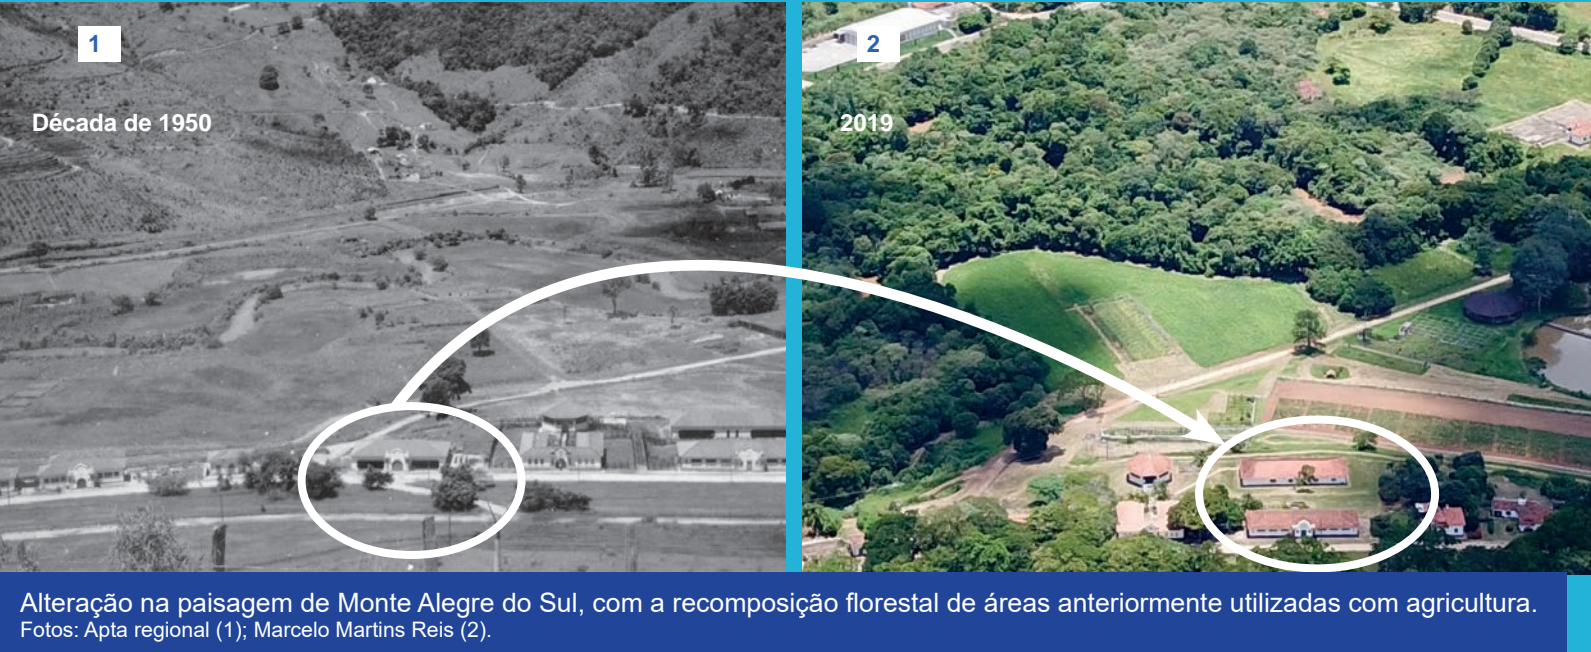 1
Década de 1950
2
2019
Alteração na paisagem de Monte Alegre do Sul, com a recomposição florestal de áreas anteriormente utilizadas com agricultura.
Fotos: Apta regional (1); Marcelo Martins Reis (2).